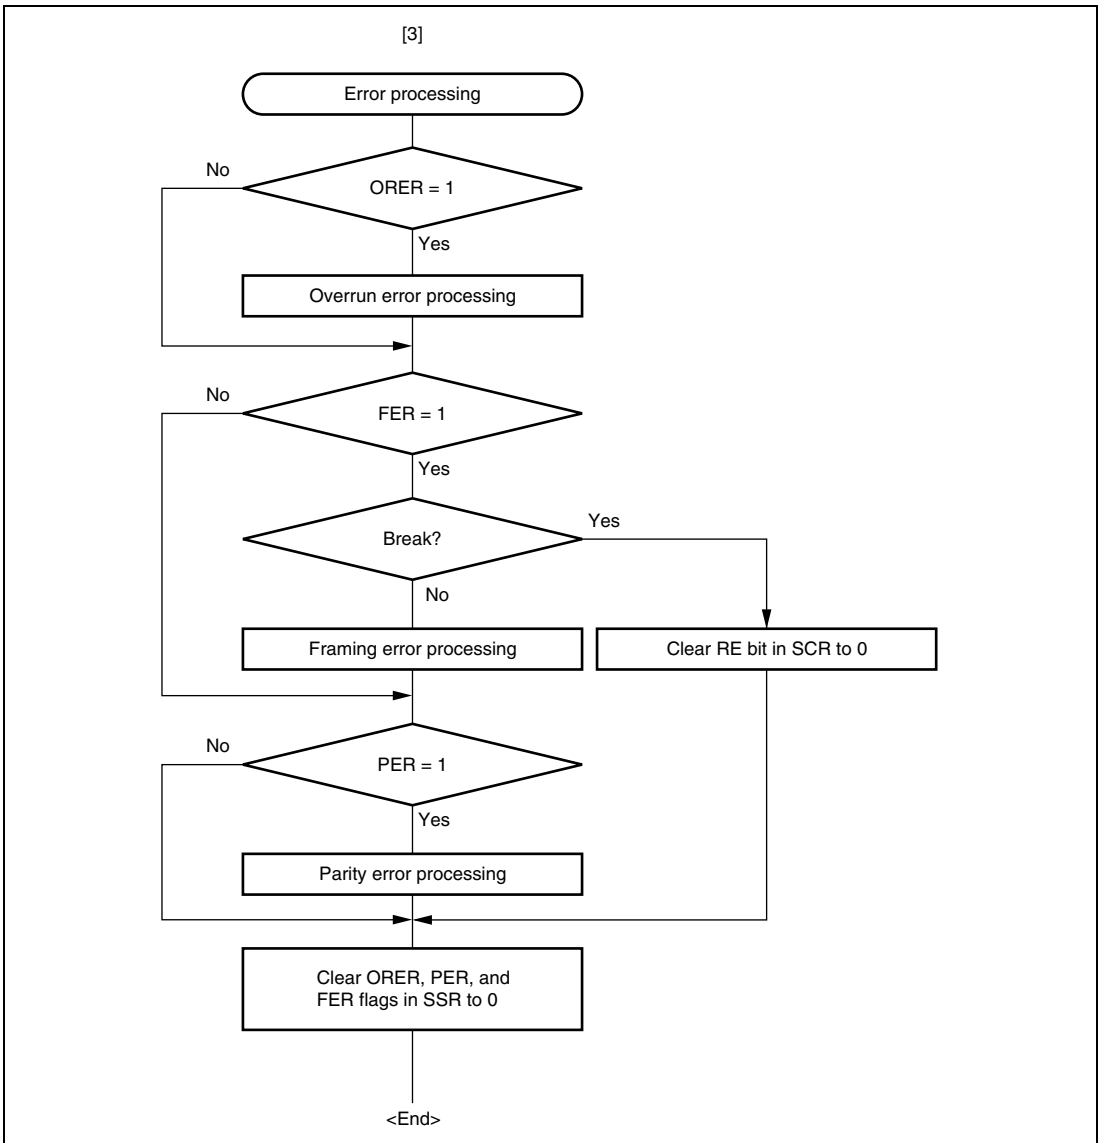 [3]
Error processing
No
ORER = 1
Yes
Overrun error processing
No
FER = 1
Yes
Break?
Yes
No
Framing error processing
Clear RE bit in SCR to 0
No
PER = 1
Yes
Parity error processing
Clear ORER, PER, and
FER flags in SSR to 0
<End>